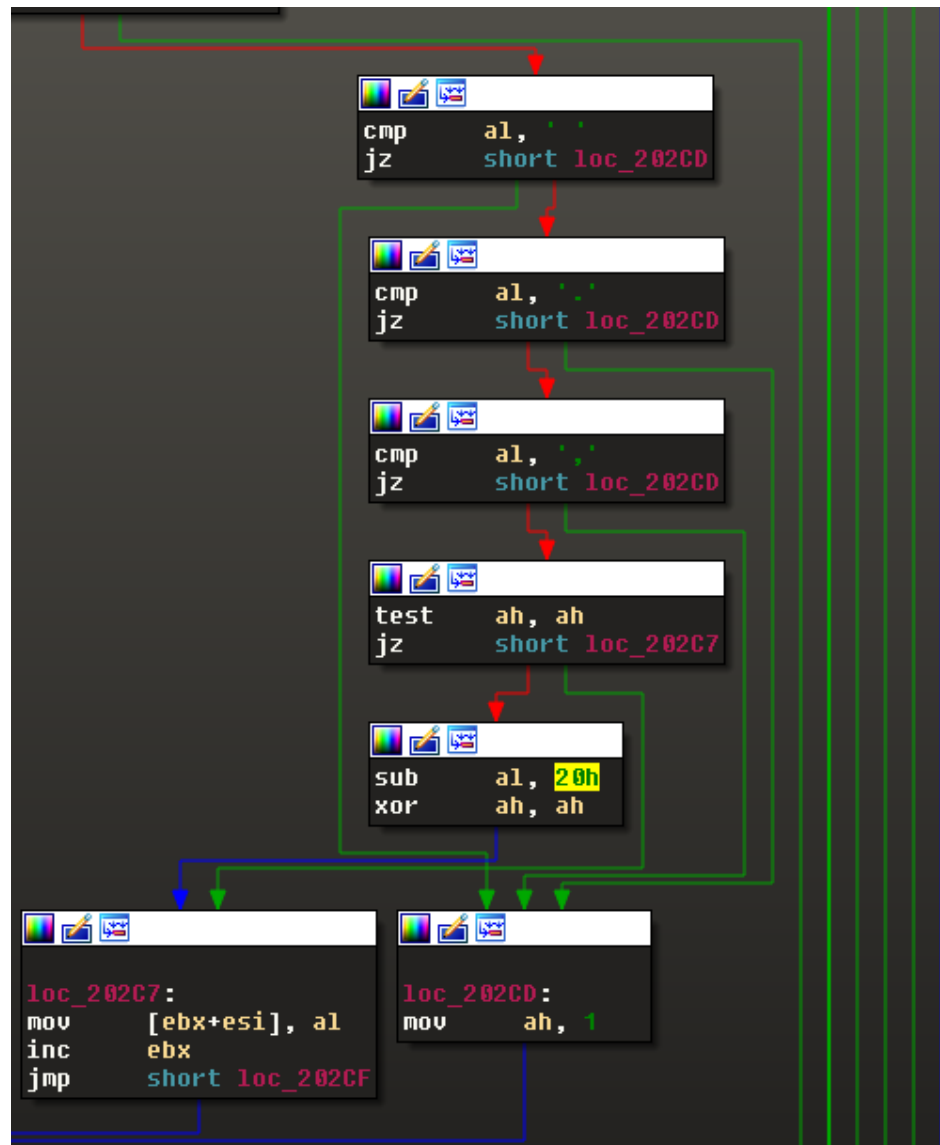 cmp al, ' '
jz short loc_202CD
cmp al, '.'
jz short loc_202CD
cmp al, ','
jz short loc_202CD
test ah, ah
jz short loc_202C7
sub al, 20h
xor ah, ah
loc_202C7:
mov [ebx+esi], al
inc ebx
jmp short loc_202CF
loc_202CD:
mov ah, 1